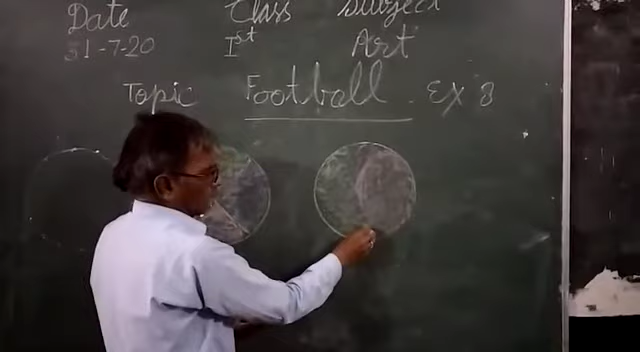 Date Class Subject
31-7-20 Ist Art
Topic Football Ex 8